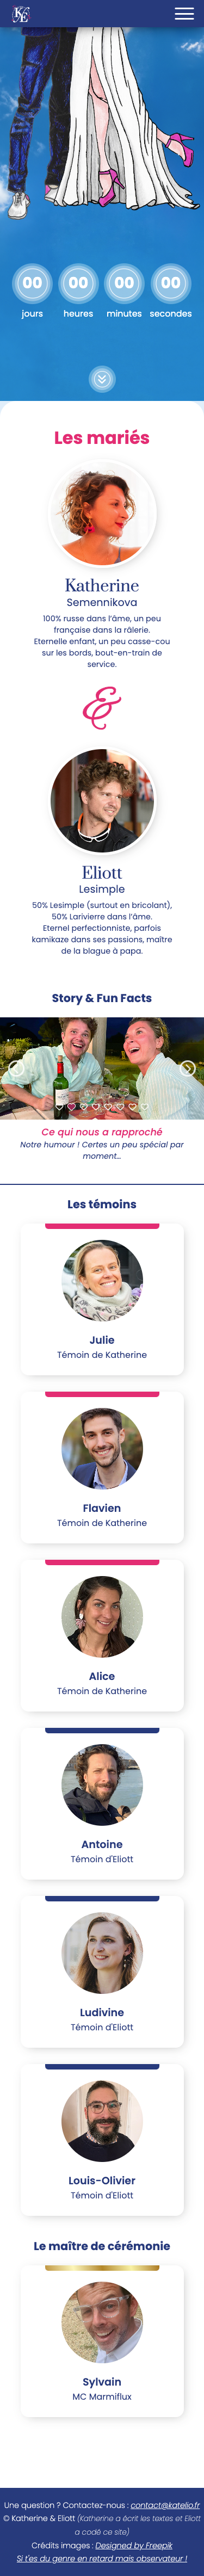 KE
00 00 00 00
jours heures minutes secondes
Les mariés
Katherine
Semennikova
100% russe dans l'âme, un peu
française dans la râlerie.
Eternelle enfant, un peu casse-cou
sur les bords, bout-en-train de
service.
&
Eliott
Lesimple
50% Lesimple (surtout en bricolant),
50% Larivierre dans l'âme.
Eternel perfectionniste, parfois
kamikaze dans ses passions, maître
de la blague à papa.
Story & Fun Facts
Ce qui nous a rapproché
Notre humour ! Certes un peu spécial par
moment...
Les témoins
Julie
Témoin de Katherine
Flavien
Témoin de Katherine
Alice
Témoin de Katherine
Antoine
Témoin d'Eliott
Ludivine
Témoin d'Eliott
Louis-Olivier
Témoin d'Eliott
Le maître de cérémonie
Sylvain
MC Marmiflux
Une question ? Contactez-nous : contact@katelio.fr
© Katherine & Eliott (Katherine a écrit les textes et Eliott
a codé ce site)
Crédits images : Designed by Freepik
Si t'es du genre en retard mais observateur !